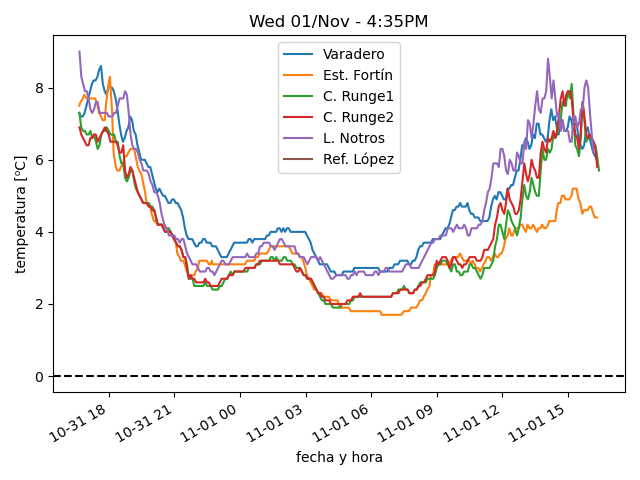 Wed 01/Nov - 4:35PM
Varadero
Est. Fortín
C. Runge1
C. Runge2
L. Notros
Ref. López
temperatura [°C]
8
6
4
2
0
10-31 18
10-31 21
11-01 00
11-01 03
11-01 06
11-01 09
11-01 12
11-01 15
fecha y hora